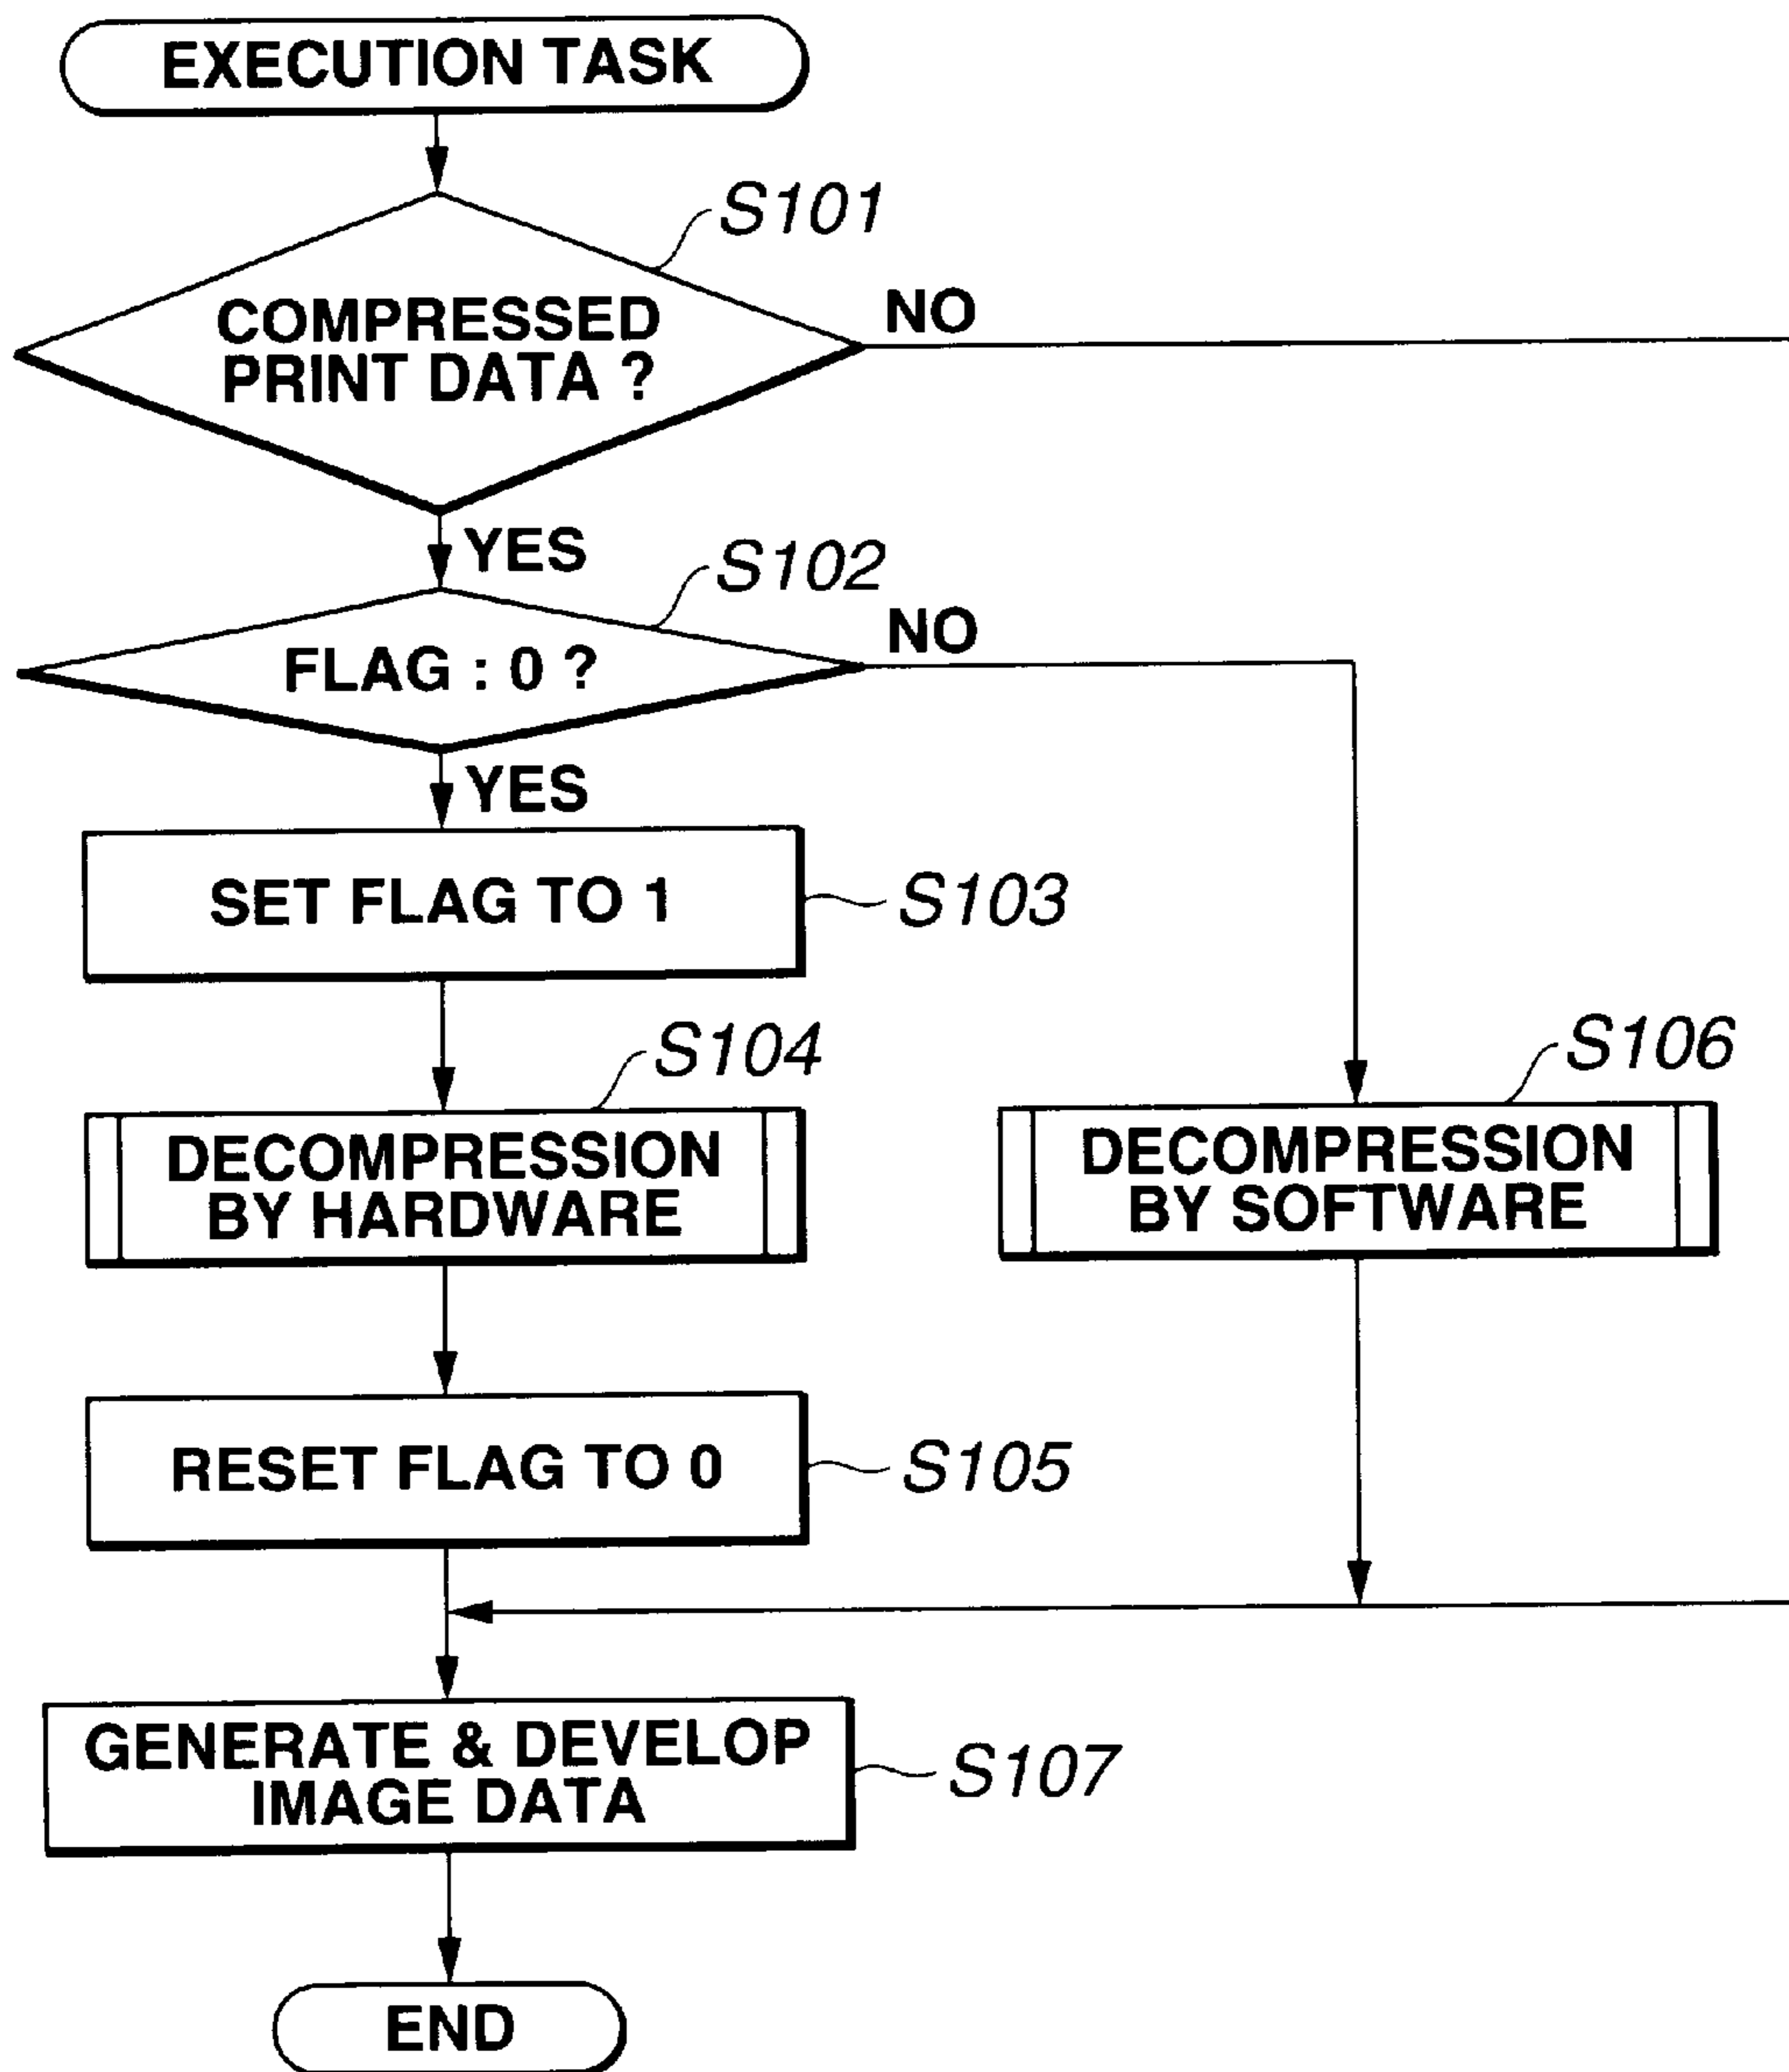 EXECUTION TASK
S101
COMPRESSED
PRINT DATA ?
NO
YES
S102
FLAG : 0 ?
NO
YES
SET FLAG TO 1
S103
S104
DECOMPRESSION
BY HARDWARE
S106
DECOMPRESSION
BY SOFTWARE
RESET FLAG TO 0
S105
GENERATE & DEVELOP
IMAGE DATA
S107
END